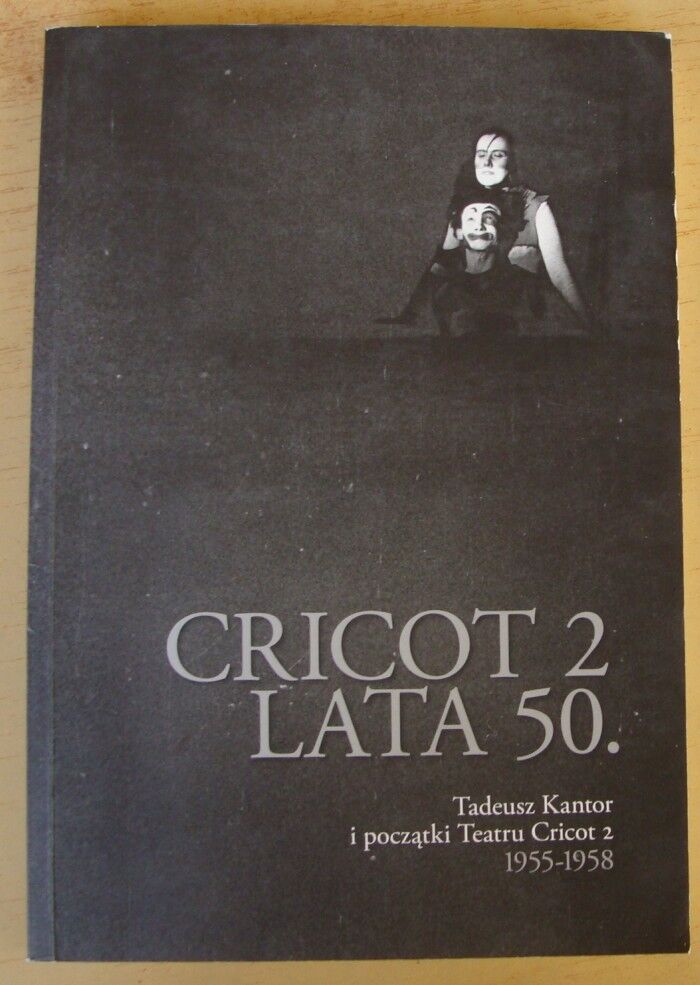 CRICOT 2
LATA 50.
Tadeusz Kantor
i początki Teatru Cricot 2
1955-1958